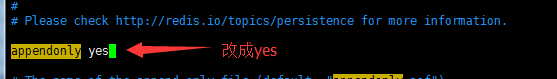 #
# Please check http://redis.io/topics/persistence for more information.
appendonly yes 改成yes
# The name of the append only file (default: "appendonly.aof")